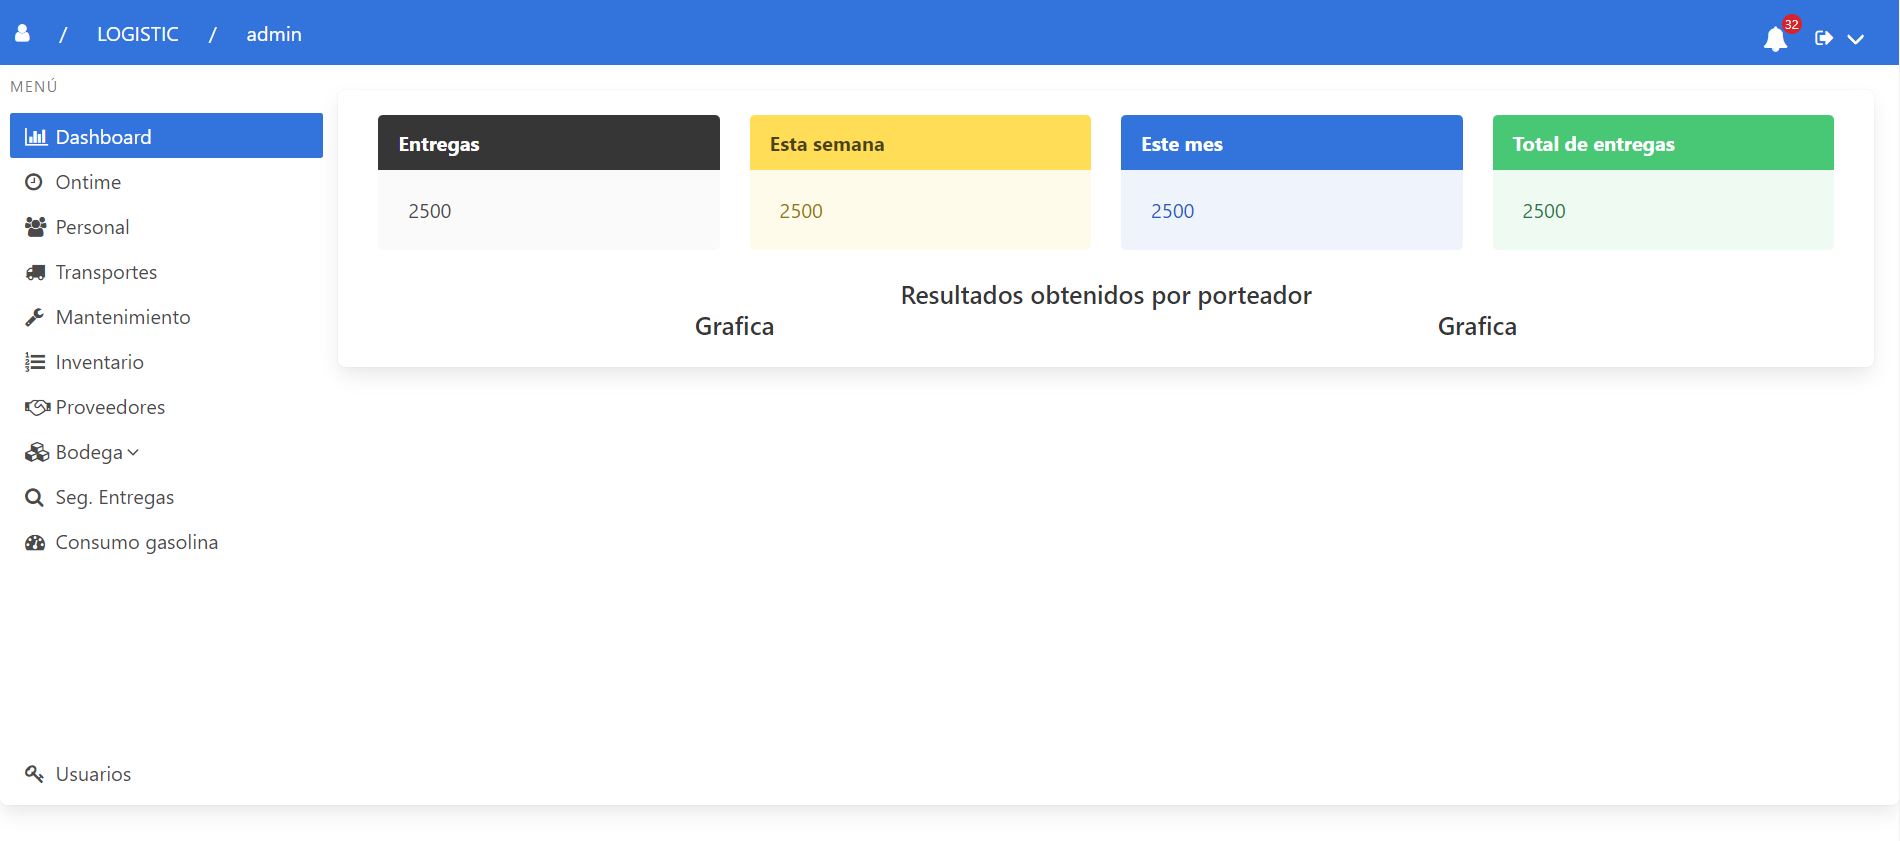 / LOGISTIC / admin
32
MENÚ
Dashboard
Ontime
Personal
Transportes
Mantenimiento
Inventario
Proveedores
Bodega
Seg. Entregas
Consumo gasolina
Usuarios
Entregas
2500
Esta semana
2500
Este mes
2500
Total de entregas
2500
Resultados obtenidos por porteador
Grafica
Grafica